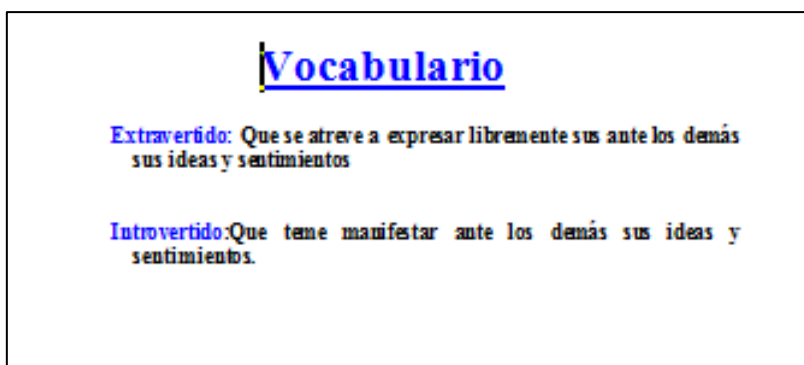 Vocabulario
Extravertido: Que se atreve a expresar libremente sus ante los demás
sus ideas y sentimientos
Introvertido:Que teme manifestar ante los demás sus ideas y
sentimientos.